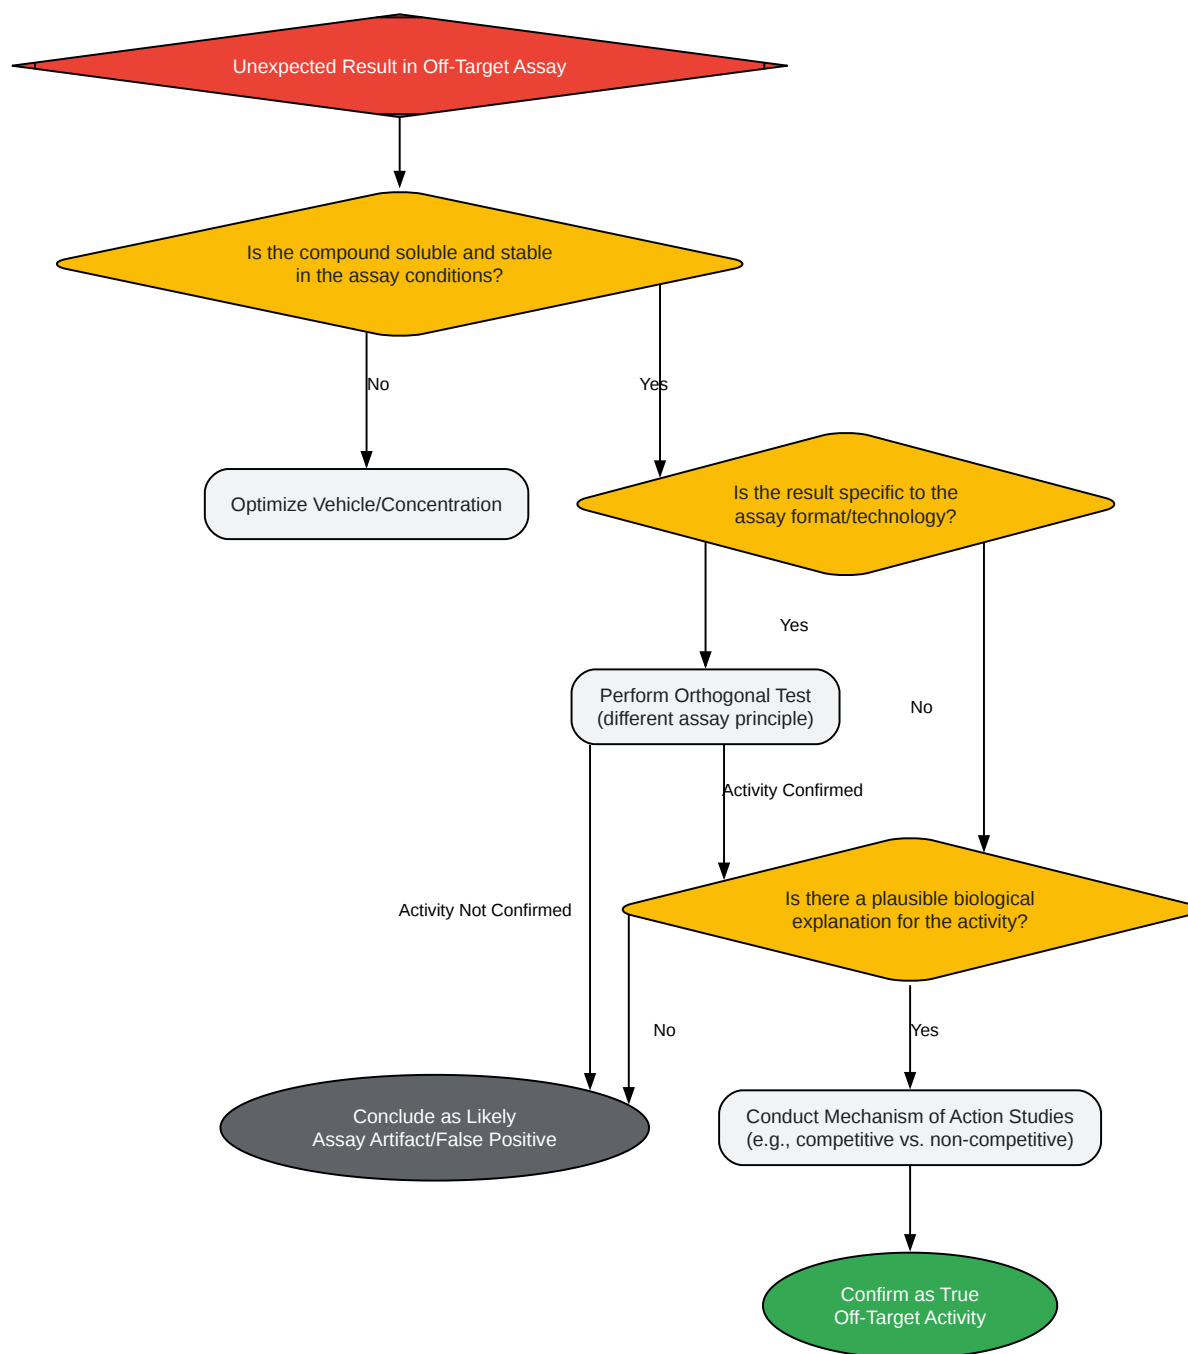 Unexpected Result in Off-Target Assay
Is the compound soluble and stable
in the assay conditions?
No
Yes
Optimize Vehicle/Concentration
Is the result specific to the
assay format/technology?
Yes
Perform Orthogonal Test
(different assay principle)
No
Activity Confirmed
Is there a plausible biological
explanation for the activity?
Activity Not Confirmed
No
Yes
Conclude as Likely
Assay Artifact/False Positive
Conduct Mechanism of Action Studies
(e.g., competitive vs. non-competitive)
Confirm as True
Off-Target Activity